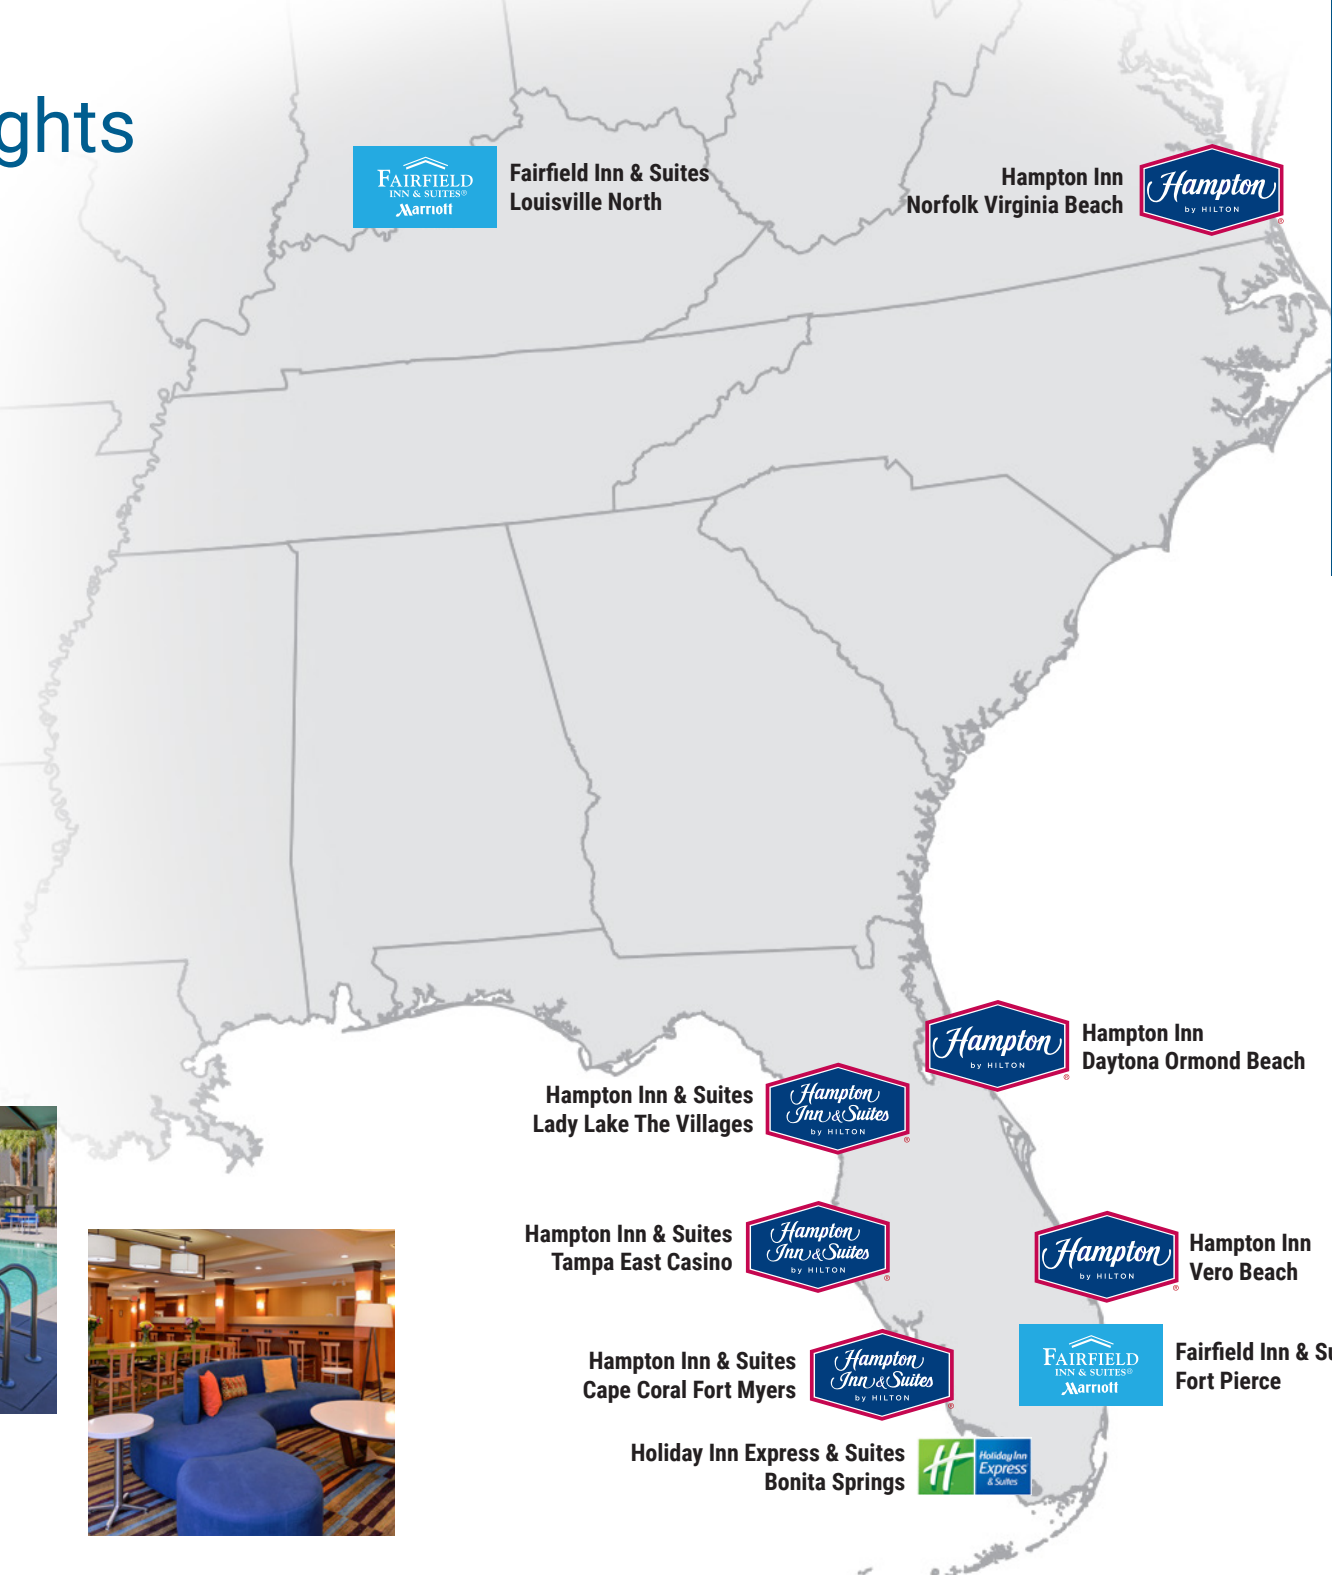 ghts
FAIRFIELD
INN & SUITES®
Marriott
Fairfield Inn & Suites
Louisville North
Hampton Inn
Norfolk Virginia Beach
Hampton
by HILTON
®
Hampton
by HILTON
®
Hampton Inn
Daytona Ormond Beach
Hampton Inn & Suites
Lady Lake The Villages
Hampton
Inn & Suites
by HILTON
®
Hampton Inn & Suites
Tampa East Casino
Hampton
Inn & Suites
by HILTON
®
Hampton
by HILTON
®
Hampton Inn
Vero Beach
Hampton Inn & Suites
Cape Coral Fort Myers
Hampton
Inn & Suites
by HILTON
®
FAIRFIELD
INN & SUITES®
Marriott
Fairfield Inn & Su
Fort Pierce
Holiday Inn Express & Suites
Bonita Springs
H
Holiday Inn
Express
& Suites